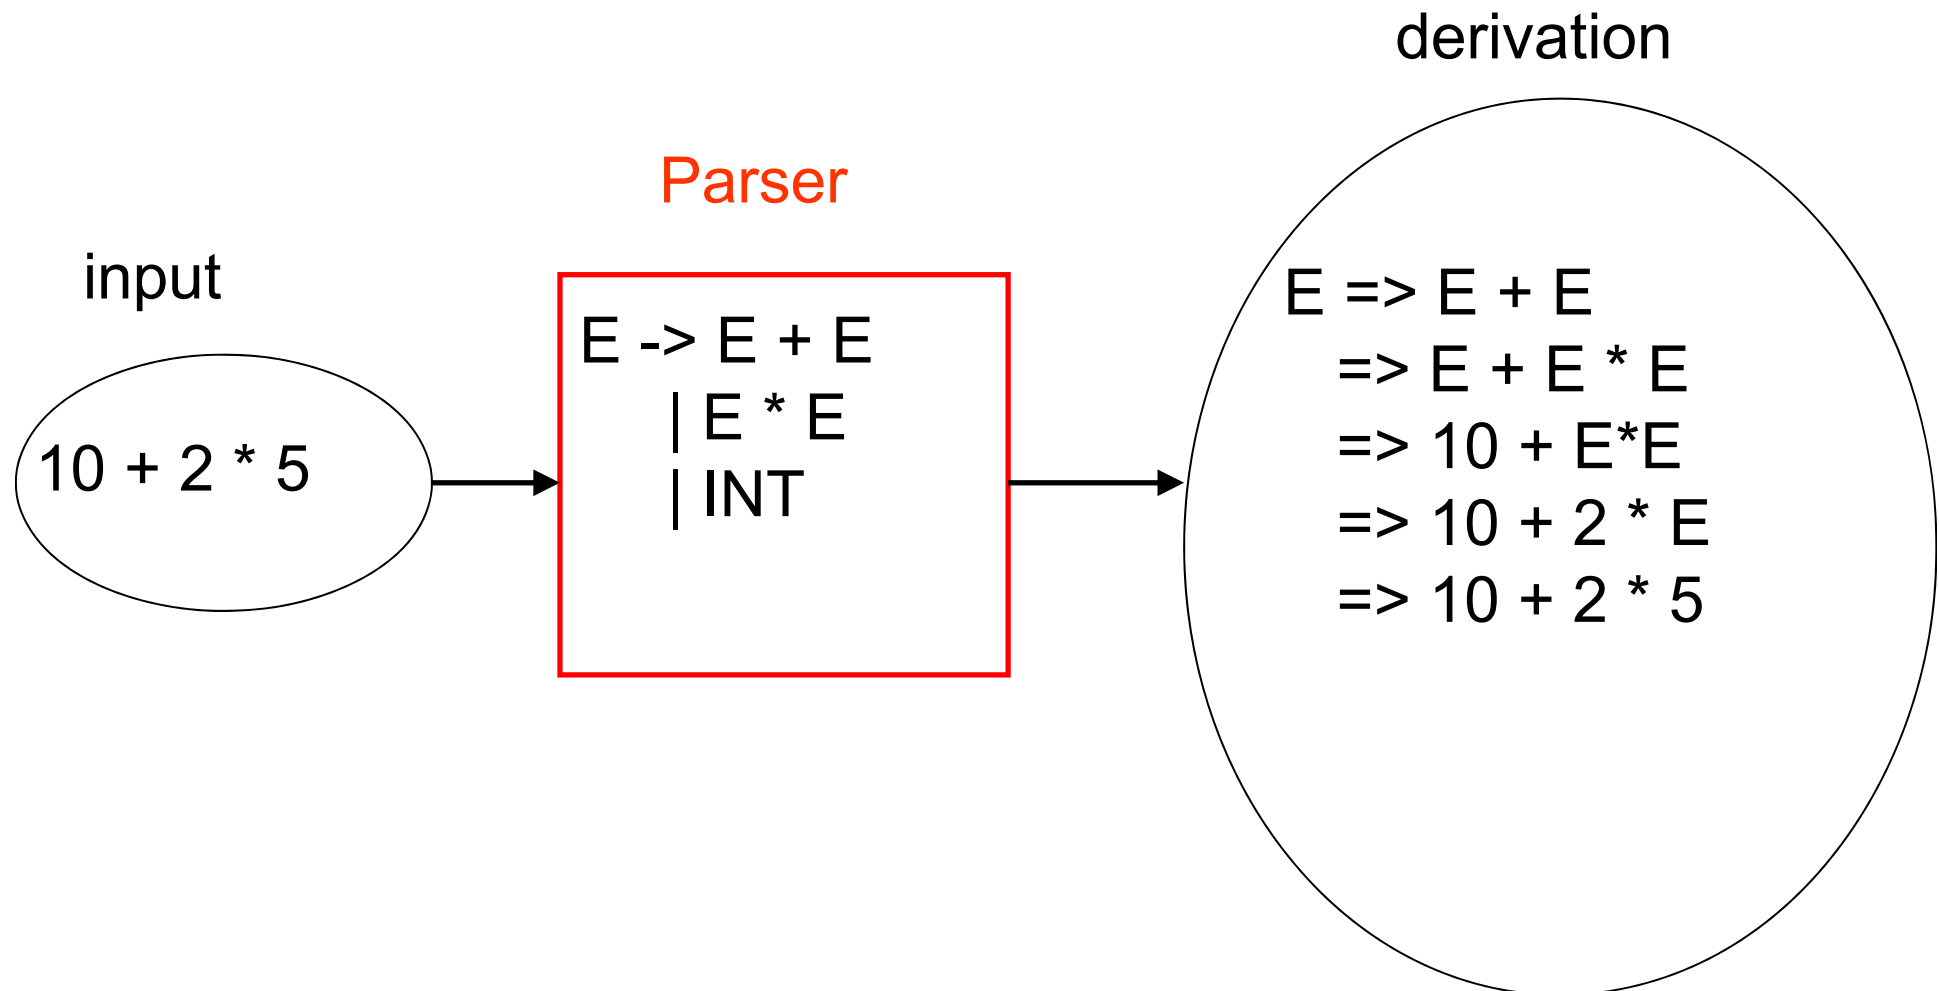 input
10 + 2 * 5
Parser
E -> E + E
| E * E
| INT
derivation
E => E + E
=> E + E * E
=> 10 + E*E
=> 10 + 2 * E
=> 10 + 2 * 5